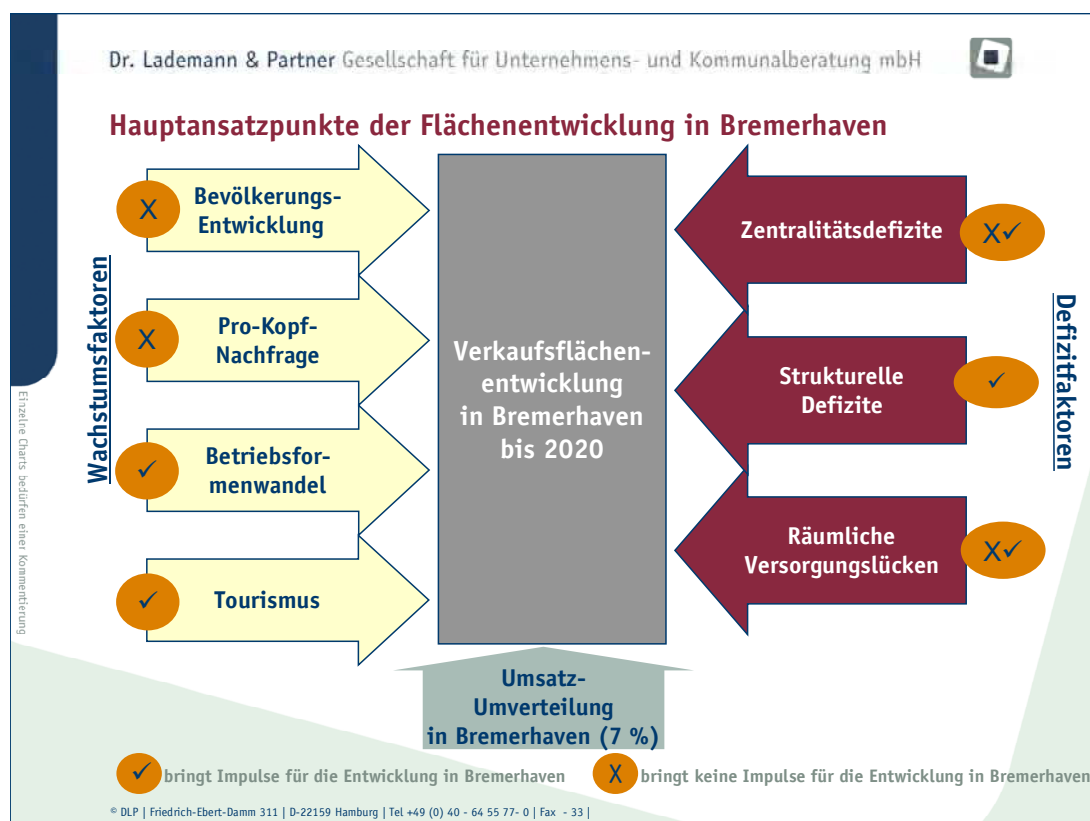 Dr. Lademann & Partner Gesellschaft für Unternehmens- und Kommunalberatung mbH
Hauptansatzpunkte der Flächenentwicklung in Bremerhaven
Wachstumsfaktoren
X
Bevölkerungs-
Entwicklung
X
Pro-Kopf-
Nachfrage
✓
Betriebsfor-
menwandel
✓
Tourismus
Verkaufsflächen-
entwicklung
in Bremerhaven
bis 2020
Zentralitätsdefizite
X✓
Strukturelle
Defizite
✓
Räumliche
Versorgungslücken
X✓
Defizitfaktoren
Umsatz-
Umverteilung
in Bremerhaven (7 %)
✓ bringt Impulse für die Entwicklung in Bremerhaven
X bringt keine Impulse für die Entwicklung in Bremerhaven
Einzelne Charts bedürfen einer Kommentierung
© DLP | Friedrich-Ebert-Damm 311 | D-22159 Hamburg | Tel +49 (0) 40 - 64 55 77- 0 | Fax - 33 |